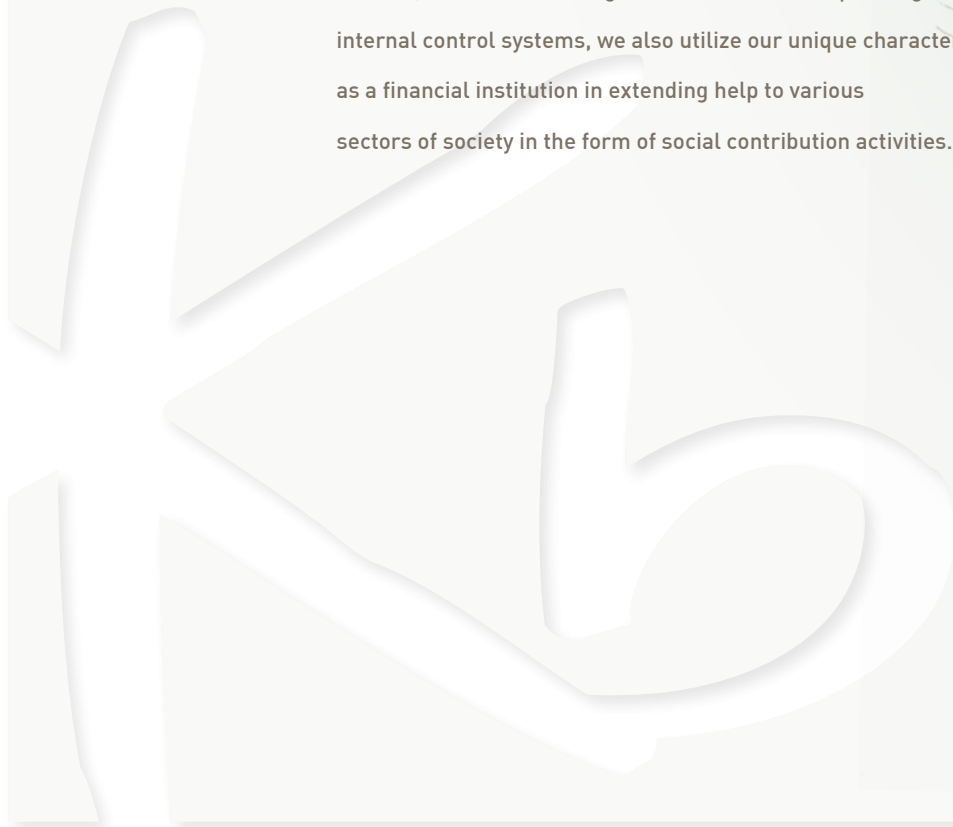 internal control systems, we also utilize our unique
as a financial institution in extending help to various
sectors of society in the form of social contribution activities.
Kb